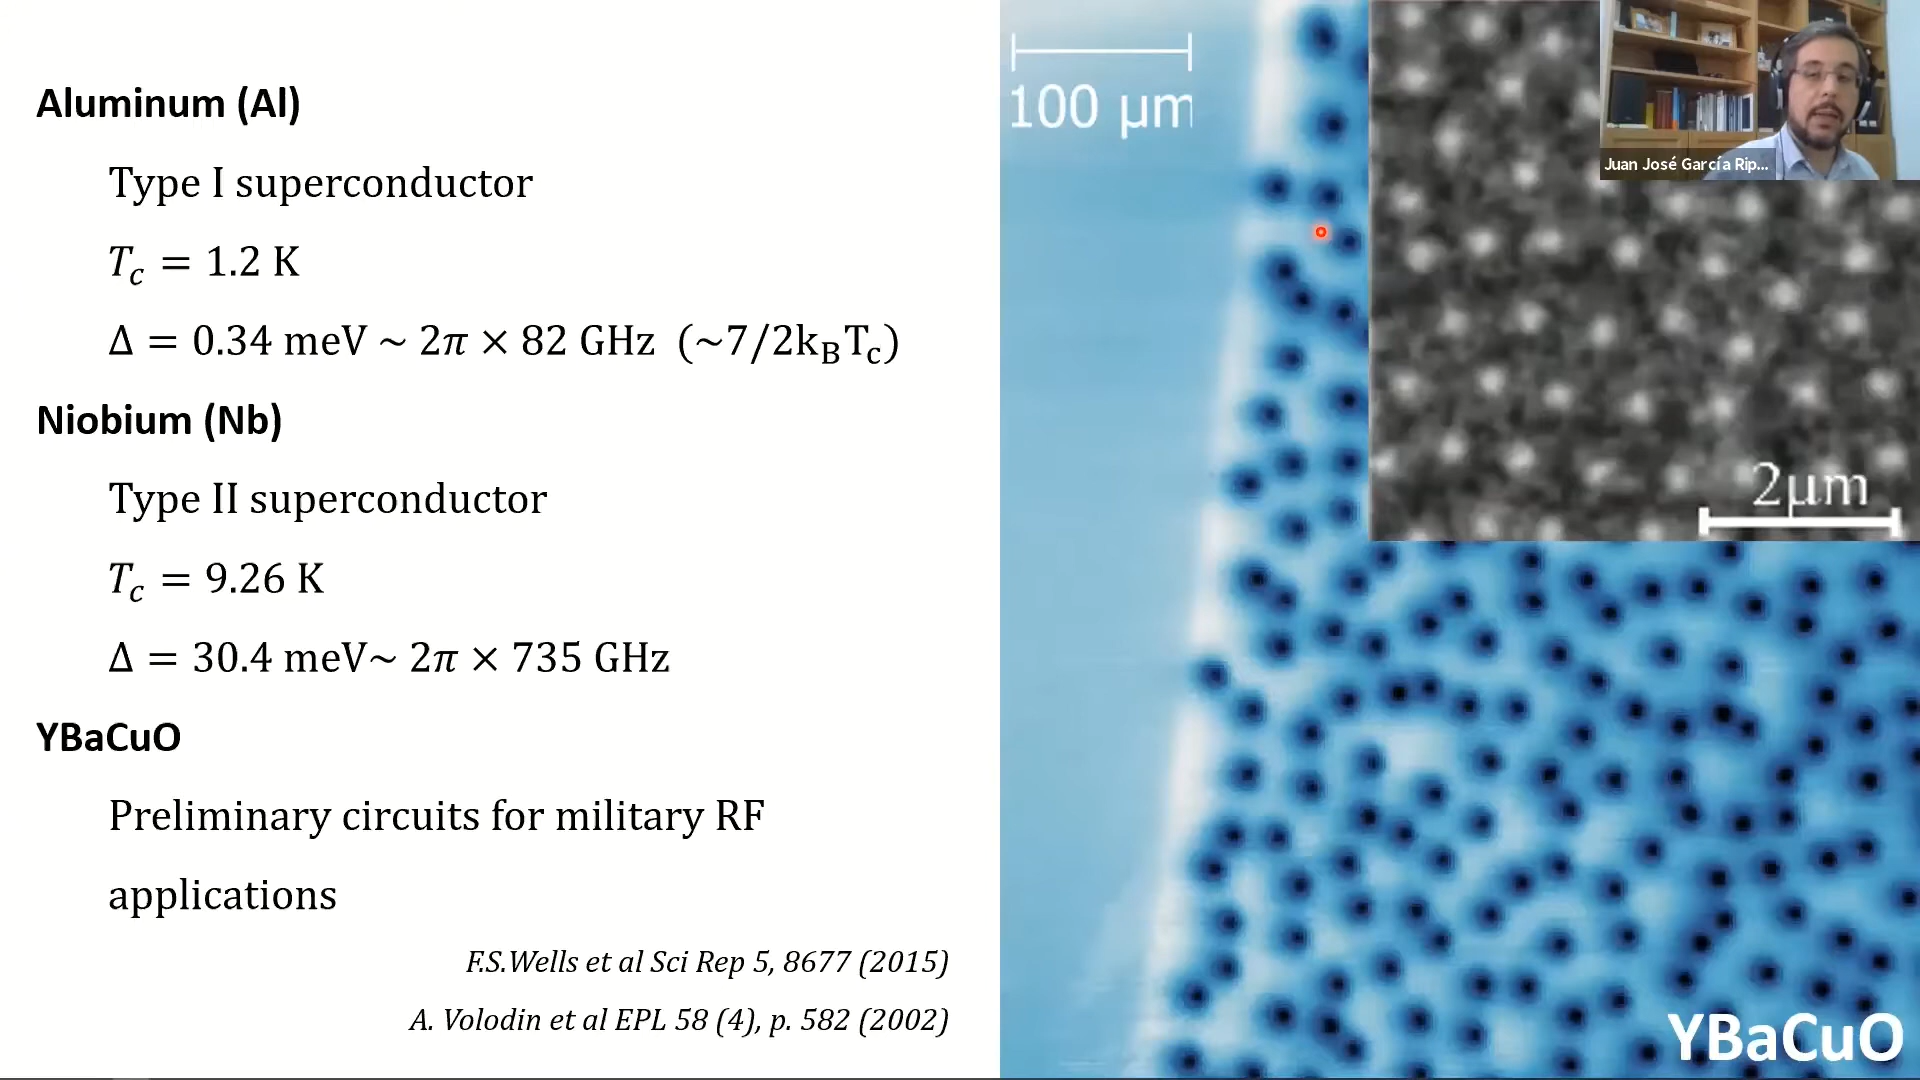 Aluminum (Al)
Type I superconductor
T_c = 1.2 K
Δ = 0.34 meV ~ 2π × 82 GHz (~7/2k_BT_c)
Niobium (Nb)
Type II superconductor
T_c = 9.26 K
Δ = 30.4 meV~ 2π × 735 GHz
YBaCuO
Preliminary circuits for military RF
applications
F.S.Wells et al Sci Rep 5, 8677 (2015)
A. Volodin et al EPL 58 (4), p. 582 (2002)
100 μm
2μm
YBaCuO
Juan José García Rip...